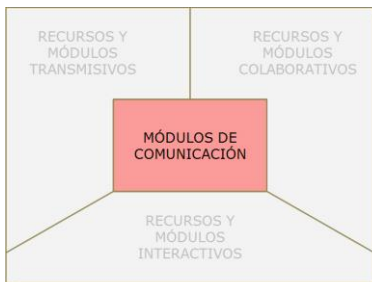 RECURSOS Y
MÓDULOS
TRANSMISIVOS
RECURSOS Y
MÓDULOS
COLABORATIVOS
MÓDULOS DE
COMUNICACIÓN
RECURSOS Y
MÓDULOS
INTERACTIVOS